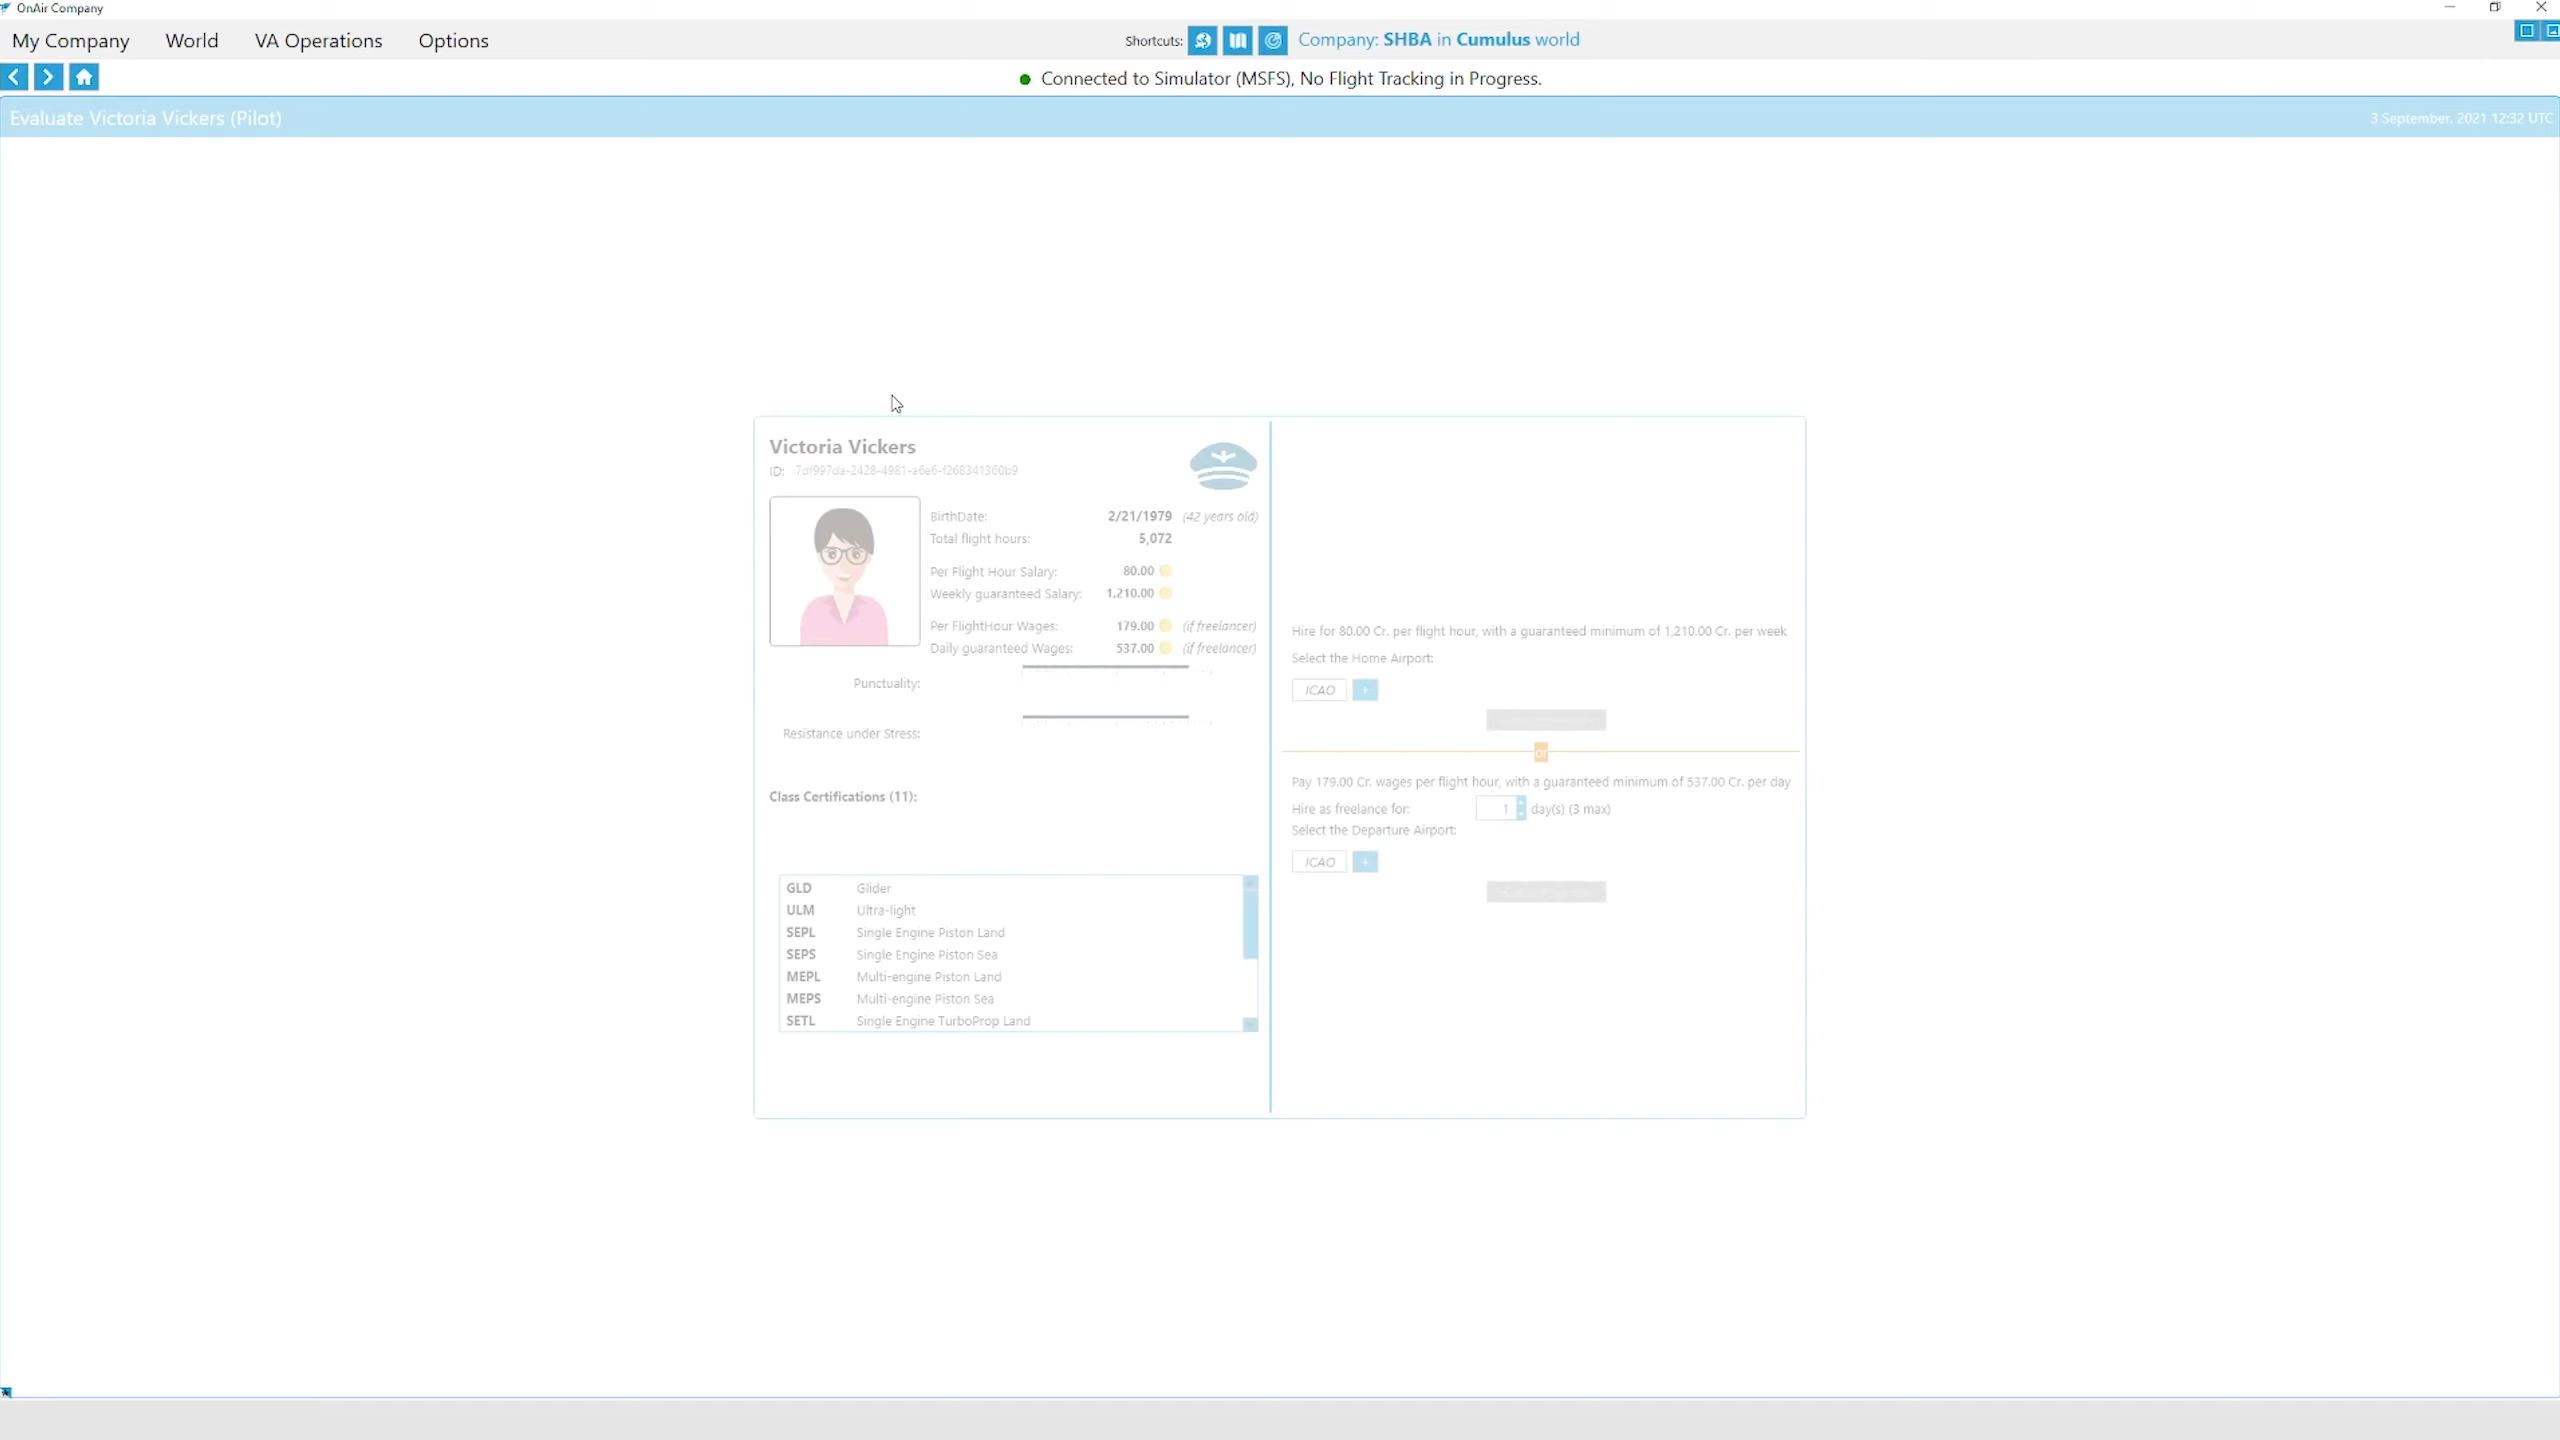 OnAir Company
My Company World VA Operations Options
Shortcuts: Company: SHBA in Cumulus world
Connected to Simulator (MSFS), No Flight Tracking in Progress.
Evaluate Victoria Vickers (Pilot)
3 September, 2021 12:32 UTC
Victoria Vickers
ID: 7df997da-2428-4981-a6e6-f268341360b9
BirthDate: 2/21/1979 (42 years old)
Total flight hours: 5,072
Per Flight Hour Salary: 80.00
Weekly guaranteed Salary: 1,210.00
Per FlightHour Wages: 179.00 (if freelancer)
Daily guaranteed Wages: 537.00 (if freelancer)
Punctuality:
Resistance under Stress:
Class Certifications (11):
GLD Glider
ULM Ultra-light
SEPL Single Engine Piston Land
SEPS Single Engine Piston Sea
MEPL Multi-engine Piston Land
MEPS Multi-engine Piston Sea
SETL Single Engine TurboProp Land
Hire for 80.00 Cr. per flight hour, with a guaranteed minimum of 1,210.00 Cr. per week
Select the Home Airport:
ICAO +
or
Pay 179.00 Cr. wages per flight hour, with a guaranteed minimum of 537.00 Cr. per day
Hire as freelance for: 1 day(s) (3 max)
Select the Departure Airport:
ICAO +